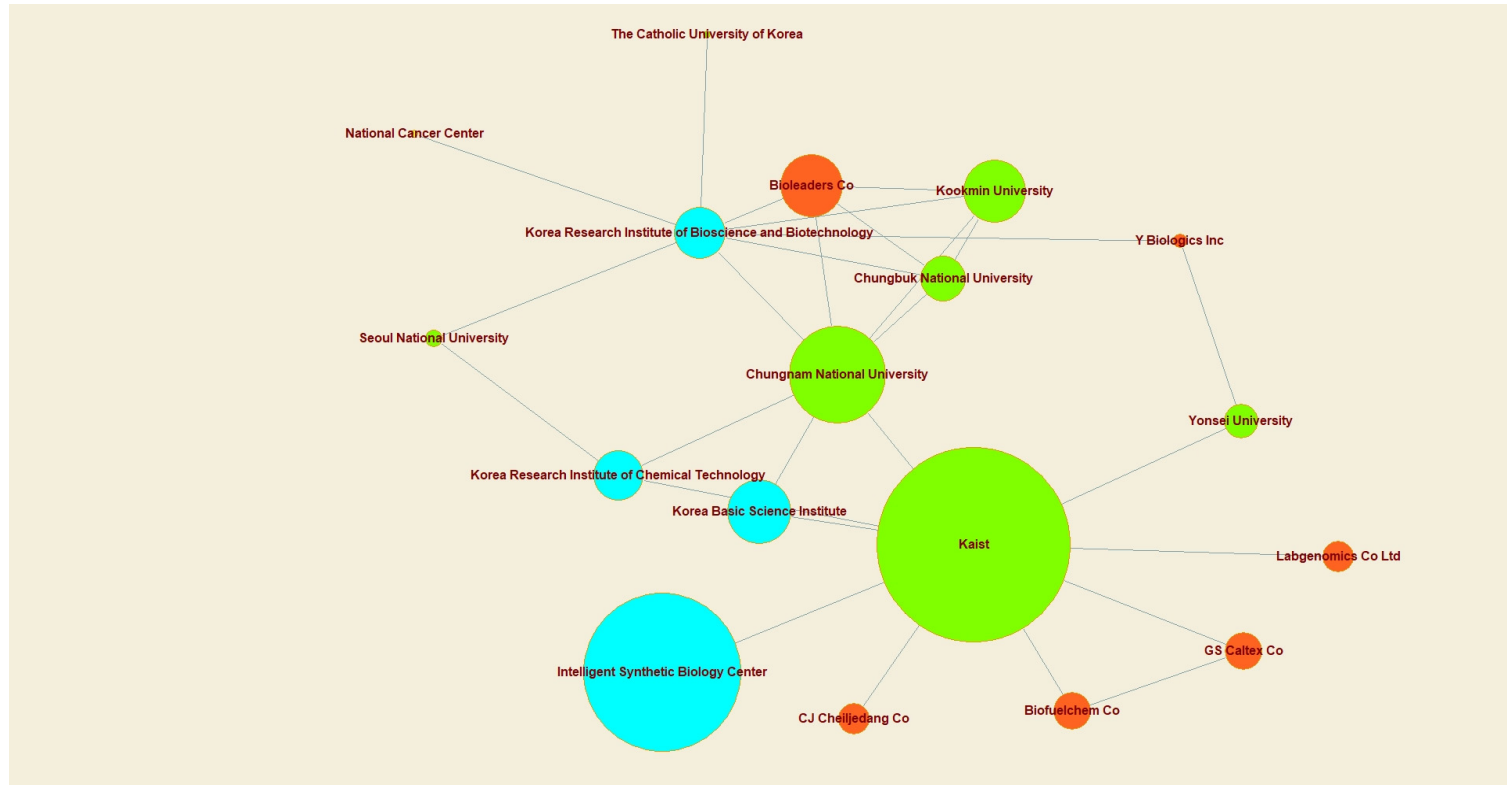 The Catholic University of Korea
National Cancer Center
Bioleaders Co
Kookmin University
Korea Research Institute of Bioscience and Biotechnology
Y Biologics Inc
Chungbuk National University
Seoul National University
Chungnam National University
Yonsei University
Korea Research Institute of Chemical Technology
Korea Basic Science Institute
Kaist
Labgenomics Co Ltd
GS Caltex Co
Intelligent Synthetic Biology Center
Biofuelchem Co
CJ Cheiljedang Co